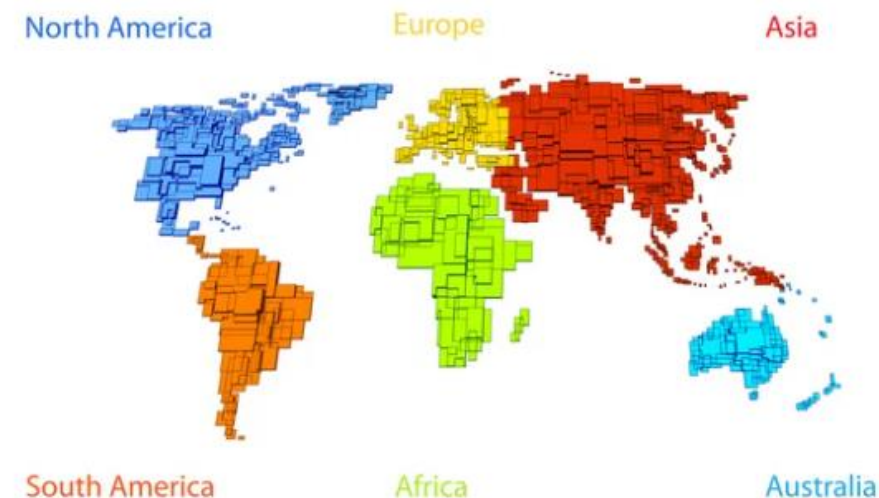 North America
Europe
Asia
South America
Africa
Australia